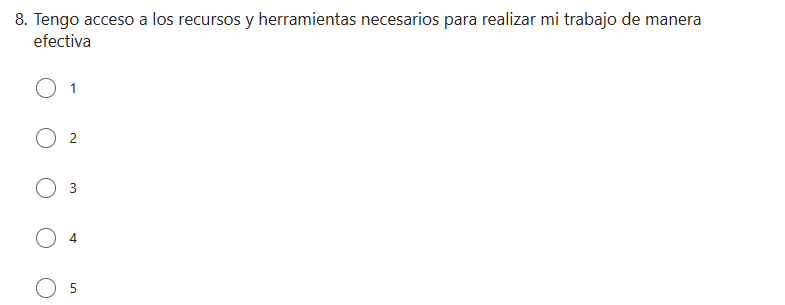 8. Tengo acceso a los recursos y herramientas necesarios para realizar mi trabajo de manera
efectiva
1
2
3
4
5